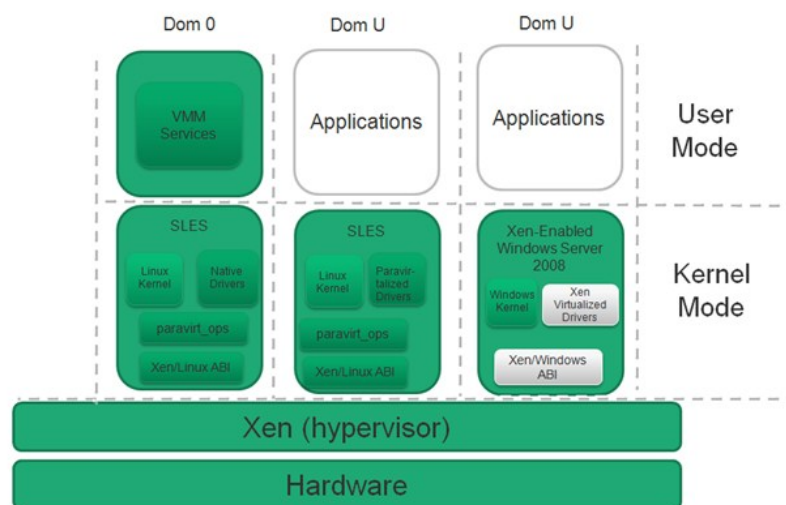 Dom 0
Dom U
Dom U
VMM
Services
Applications
Applications
User
Mode
SLES
Linux
Kernel
Native
Drivers
paravirt_ops
Xen/Linux ABI
SLES
Linux
Kernel
Paravir-
tualized
Drivers
paravirt_ops
Xen/Linux ABI
Xen-Enabled
Windows Server
2008
Windows
Kernel
Xen
Virtualized
Drivers
Xen/Windows
ABI
Kernel
Mode
Xen (hypervisor)
Hardware